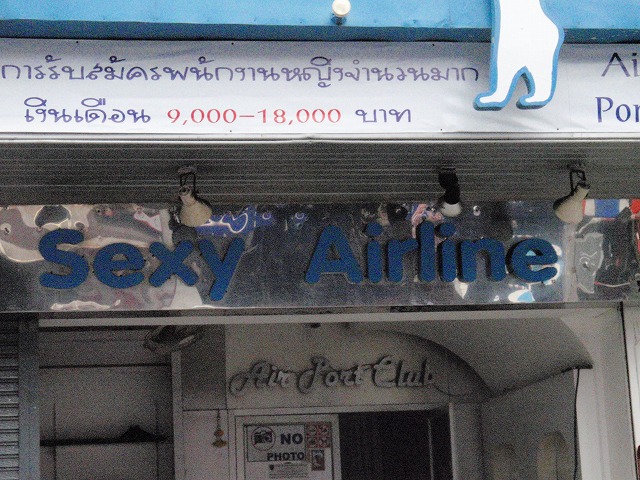 การรับสมัครพนักงานหญิงจำนวนมาก
เงินเดือน 9,000-18,000 บาท
Ai
Por
Sexy Airline
Air Port Club
NO
PHOTO